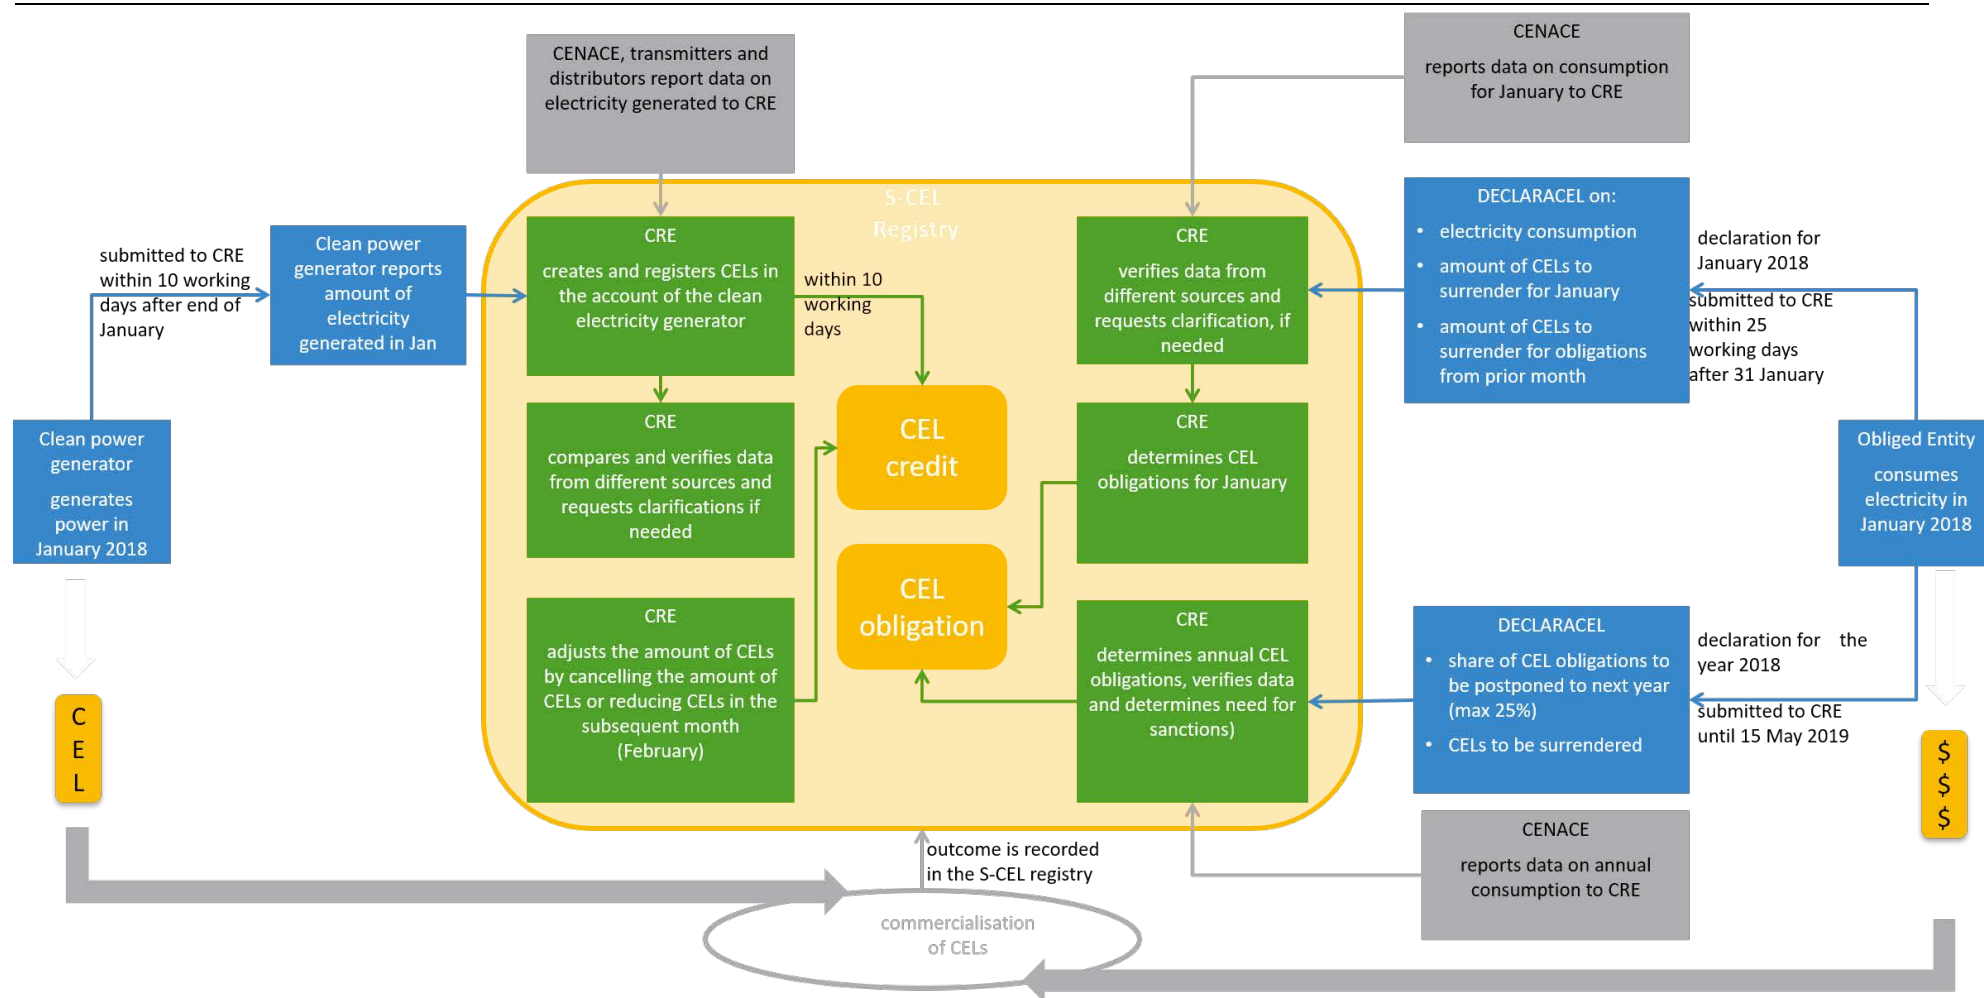 CENACE, transmitters and
distributors report data on
electricity generated to CRE
CENACE
reports data on consumption
for January to CRE
S-CEL
Registry
submitted to CRE
within 10 working
days after end of
January
Clean power
generator reports
amount of
electricity
generated in Jan
CRE
creates and registers CELs in
the account of the clean
electricity generator
within 10
working
days
CRE
verifies data from
different sources and
requests clarification, if
needed
DECLARACEL on:
• electricity consumption
• amount of CELs to
surrender for January
• amount of CELs to
surrender for obligations
from prior month
declaration for
January 2018
submitted to CRE
within 25
working days
after 31 January
Clean power
generator
generates
power in
January 2018
CRE
compares and verifies data
from different sources and
requests clarifications if
needed
CEL
credit
CRE
determines CEL
obligations for January
Obliged Entity
consumes
electricity in
January 2018
CEL
obligation
CRE
adjusts the amount of CELs
by cancelling the amount of
CELs or reducing CELs in the
subsequent month
(February)
CRE
determines annual CEL
obligations, verifies data
and determines need for
sanctions)
DECLARACEL
• share of CEL obligations to
be postponed to next year
(max 25%)
• CELs to be surrendered
declaration for the
year 2018
submitted to CRE
until 15 May 2019
C
E
L
$
$
$
outcome is recorded
in the S-CEL registry
CENACE
reports data on annual
consumption to CRE
commercialisation
of CELs